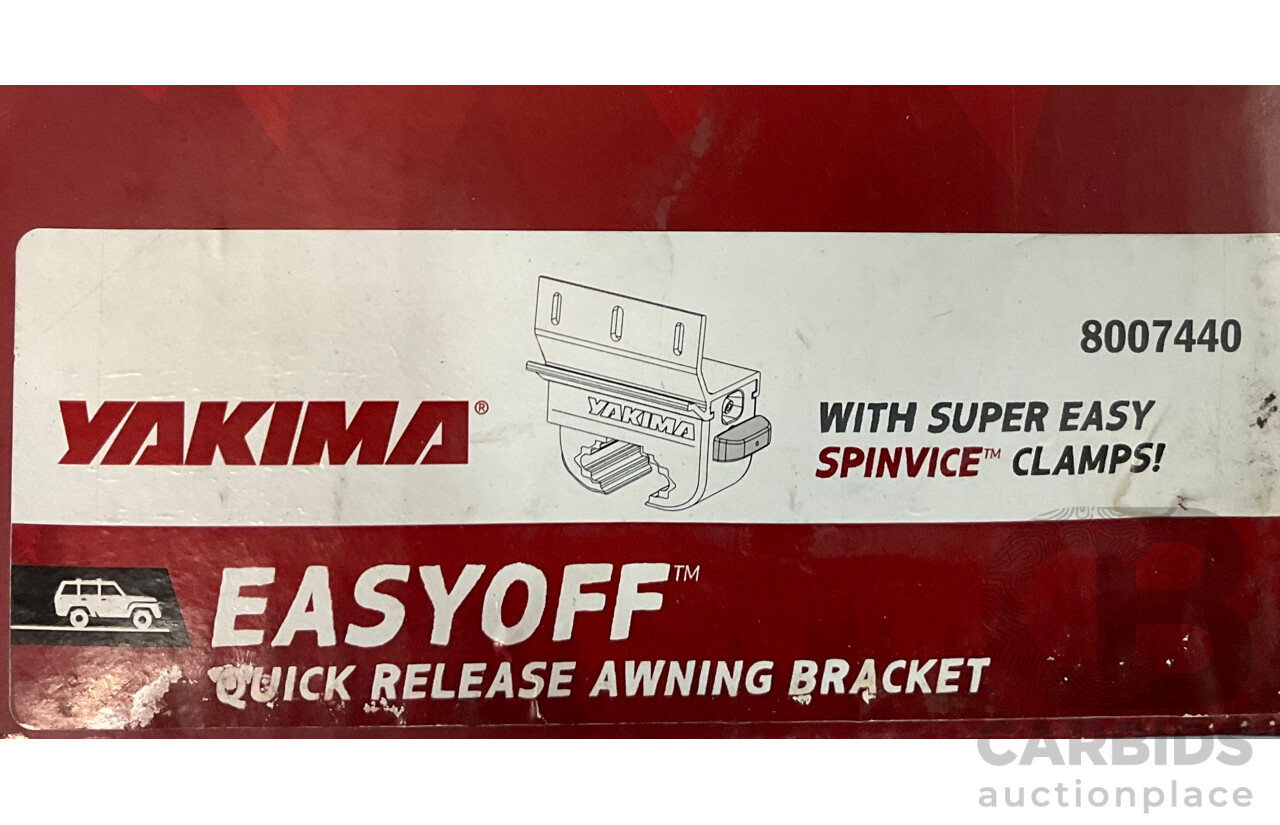 8007440
YAKIMA®
YAKIMA
WITH SUPER EASY
SPINVICE™ CLAMPS!
EASYOFF™
QUICK RELEASE AWNING BRACKET
CARBIDS
auctionplace